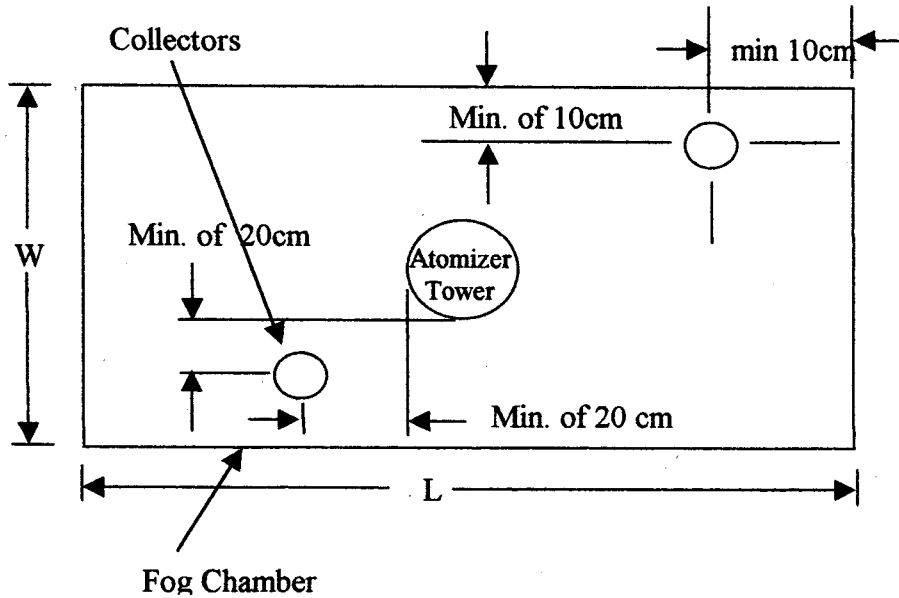 Collectors
min 10cm
Min. of 10cm
Min. of 20cm
W
Atomizer
Tower
Min. of 20 cm
L
Fog Chamber